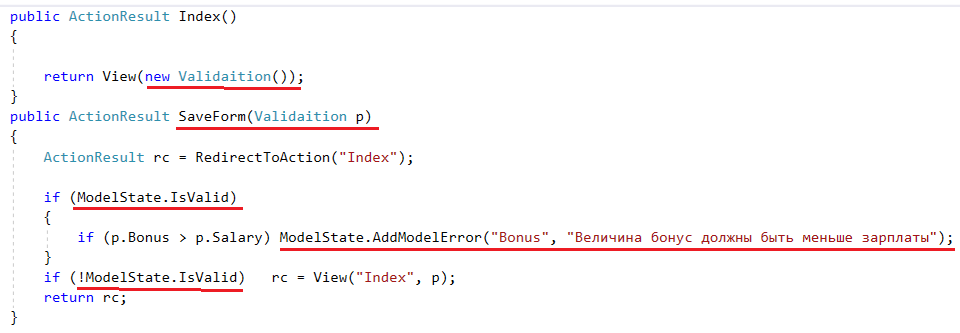 public ActionResult Index()
{
return View(new Validaition());
}
public ActionResult SaveForm(Validaition p)
{
ActionResult rc = RedirectToAction("Index");
if (ModelState.IsValid)
{
if (p.Bonus > p.Salary) ModelState.AddModelError("Bonus", "Величина бонус должны быть меньше зарплаты");
}
if (!ModelState.IsValid)   rc = View("Index", p);
return rc;
}